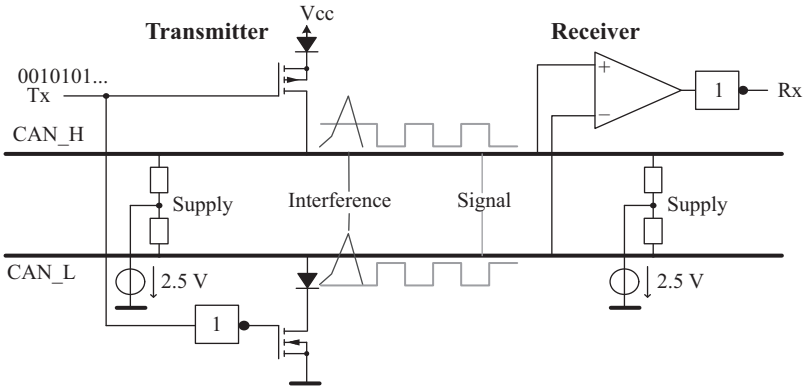 Vcc
Transmitter
Receiver
0010101...
Tx
+
−
1
Rx
CAN_H
Supply
Interference
Signal
Supply
CAN_L
2.5 V
2.5 V
1